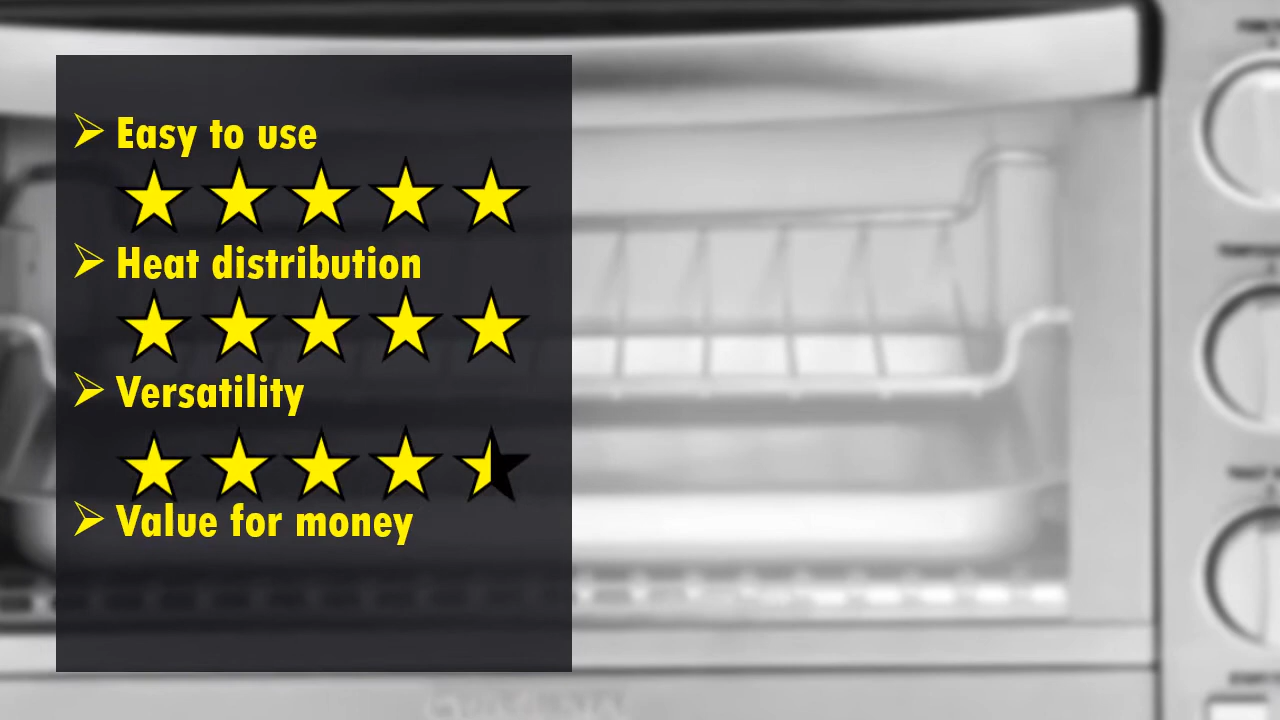 Easy to use
Heat distribution
Versatility
Value for money